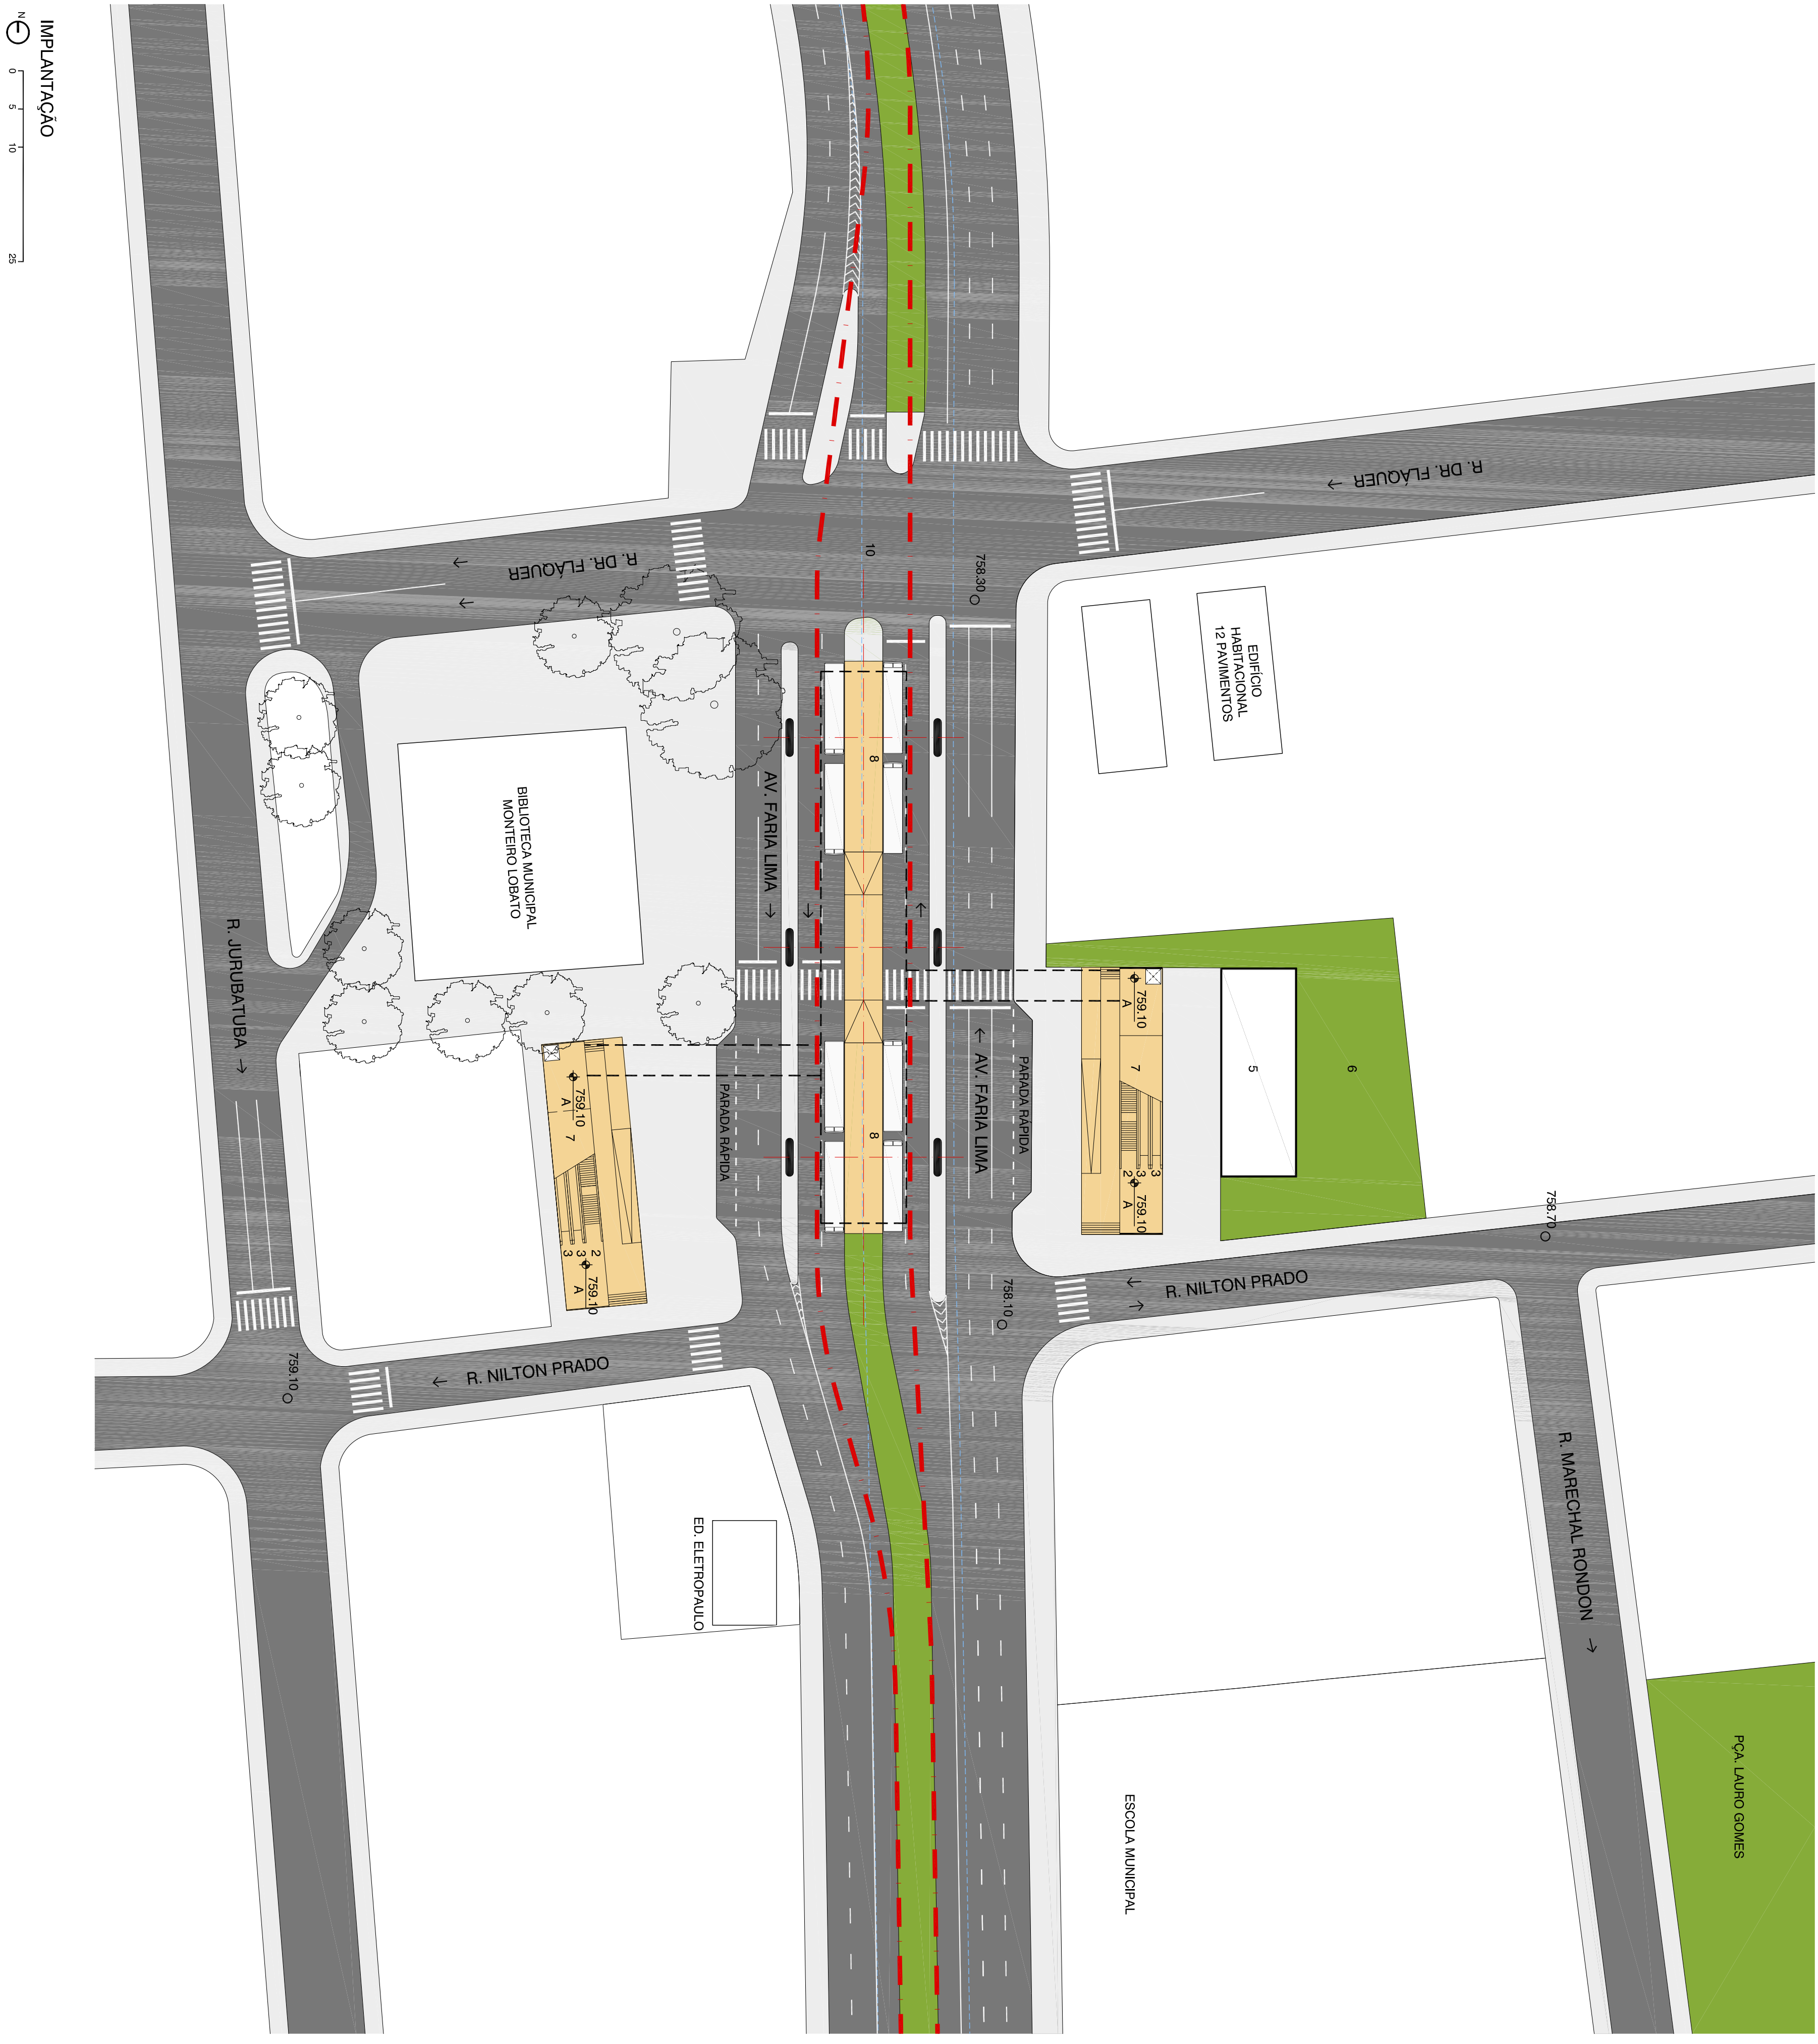 IMPLANTAÇÃO
N
0 5 10 25
R. DR. FLÁQUER
R. DR. FLÁQUER
10
758.30
EDIFÍCIO
HABITACIONAL
12 PAVIMENTOS
BIBLIOTECA MUNICIPAL
MONTEIRO LOBATO
AV. FARIA LIMA
8
R. JURUBATUBA
759.10
A
7
3
3
2
759.10
A
5
6
AV. FARIA LIMA
PARADA RÁPIDA
PARADA RÁPIDA
8
759.10
A
7
2
3
3
759.10
A
758.70
758.10
R. NILTON PRADO
R. NILTON PRADO
759.10
R. MARECHAL RONDON
ED. ELETROPAULO
ESCOLA MUNICIPAL
PÇA. LAURO GOMES